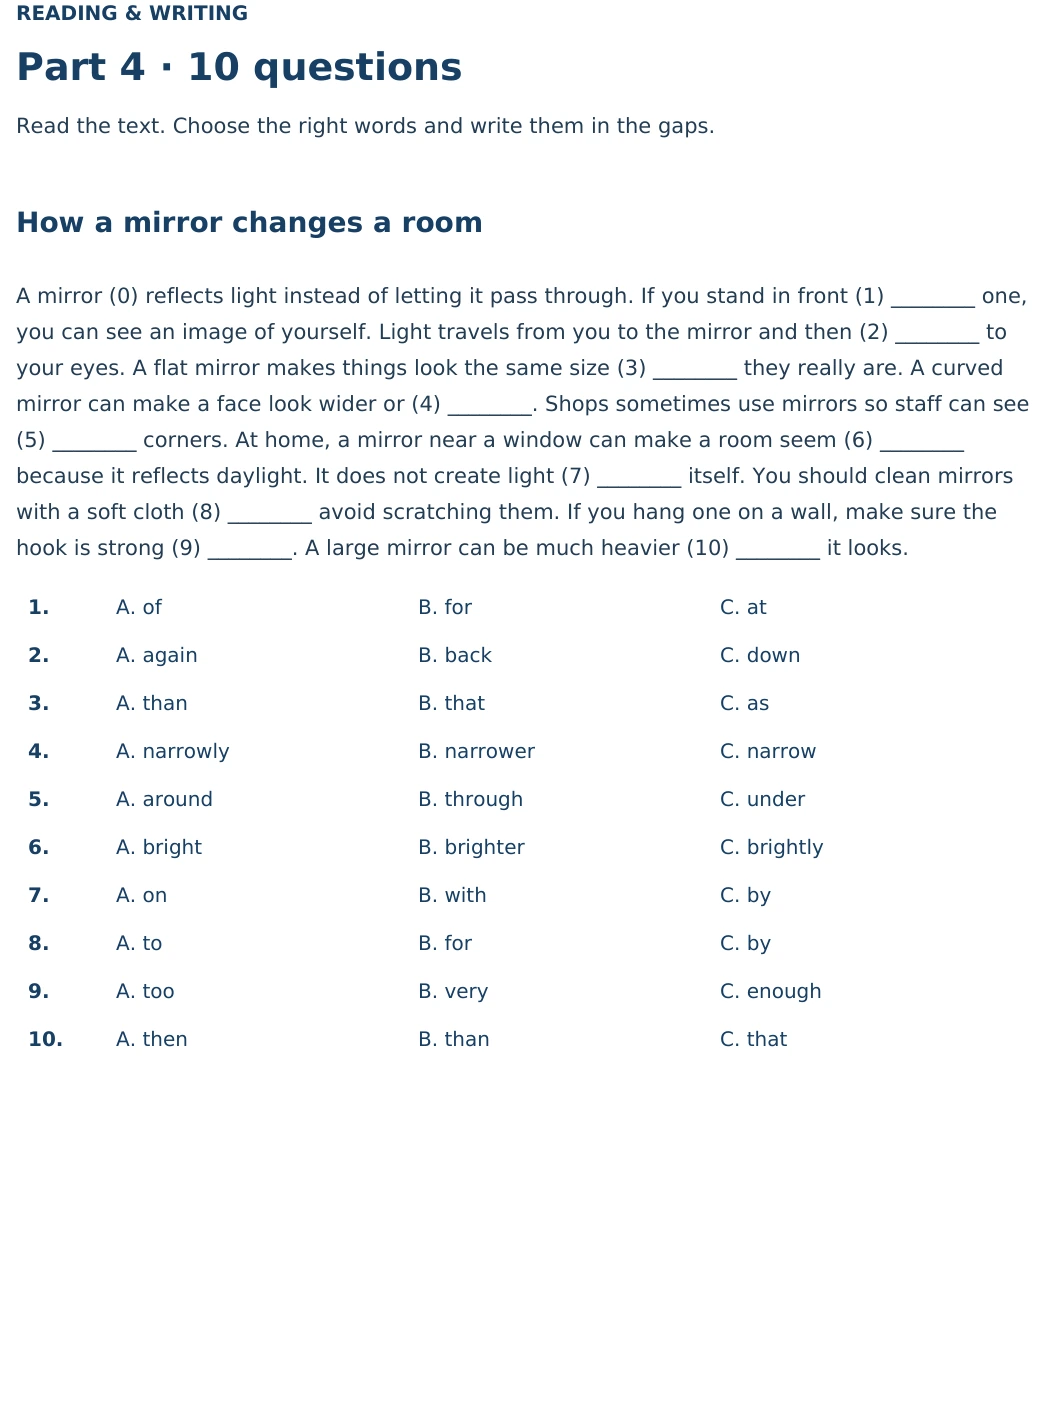 READING & WRITING
Part 4 · 10 questions
Read the text. Choose the right words and write them in the gaps.
How a mirror changes a room
A mirror (0) reflects light instead of letting it pass through. If you stand in front (1) ________ one,
you can see an image of yourself. Light travels from you to the mirror and then (2) ________ to
your eyes. A flat mirror makes things look the same size (3) ________ they really are. A curved
mirror can make a face look wider or (4) ________. Shops sometimes use mirrors so staff can see
(5) ________ corners. At home, a mirror near a window can make a room seem (6) ________
because it reflects daylight. It does not create light (7) ________ itself. You should clean mirrors
with a soft cloth (8) ________ avoid scratching them. If you hang one on a wall, make sure the
hook is strong (9) ________. A large mirror can be much heavier (10) ________ it looks.
1. A. of B. for C. at
2. A. again B. back C. down
3. A. than B. that C. as
4. A. narrowly B. narrower C. narrow
5. A. around B. through C. under
6. A. bright B. brighter C. brightly
7. A. on B. with C. by
8. A. to B. for C. by
9. A. too B. very C. enough
10. A. then B. than C. that